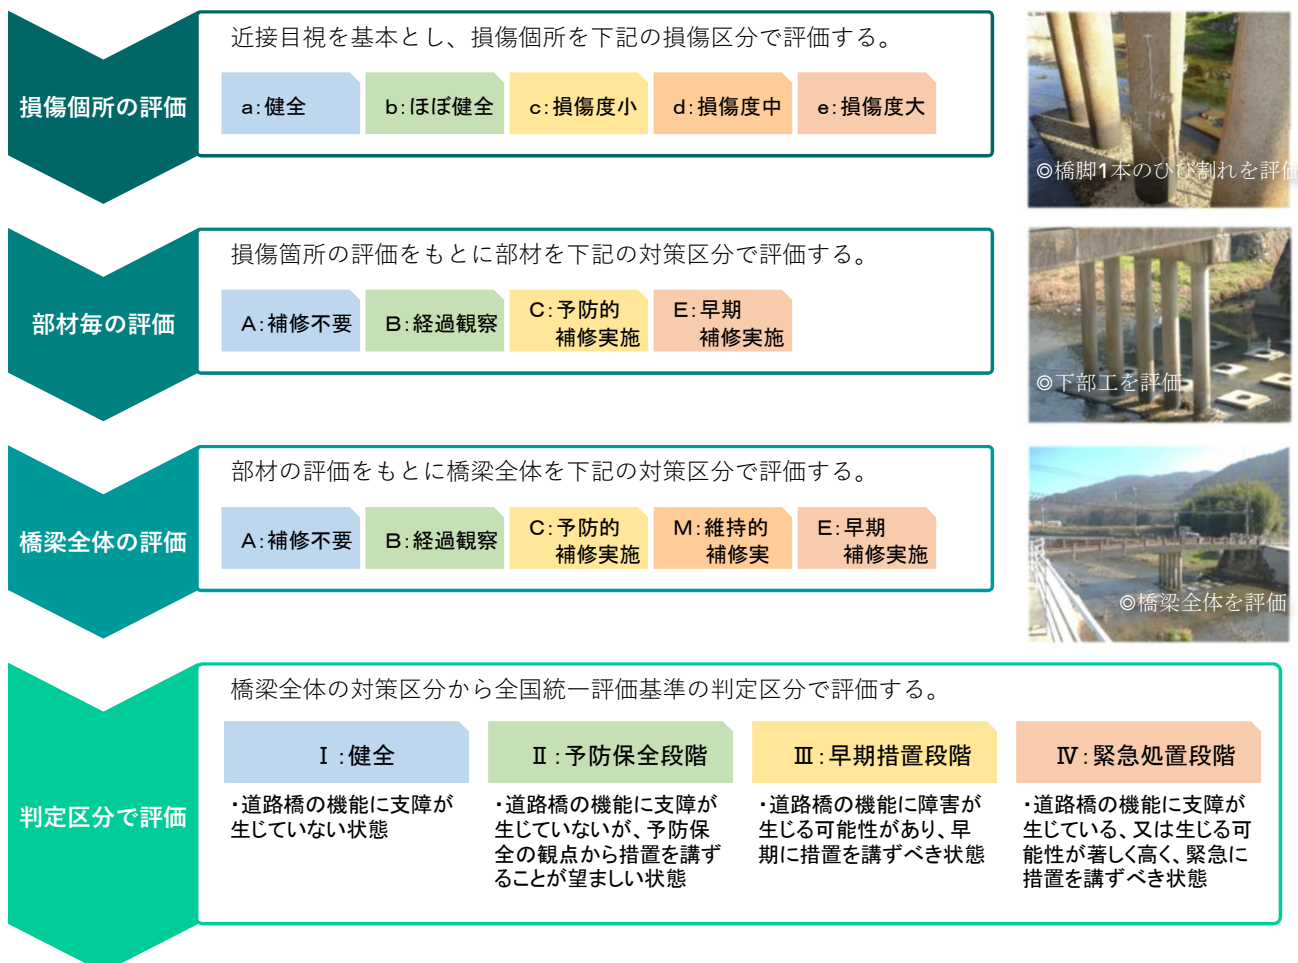 損傷個所の評価
近接目視を基本とし、損傷個所を下記の損傷区分で評価する。
a:健全
b:ほぼ健全
c:損傷度小
d:損傷度中
e:損傷度大
◎橋脚1本のひび割れを評価
部材毎の評価
損傷箇所の評価をもとに部材を下記の対策区分で評価する。
A:補修不要
B:経過観察
C:予防的
補修実施
E:早期
補修実施
◎下部工を評価
橋梁全体の評価
部材の評価をもとに橋梁全体を下記の対策区分で評価する。
A:補修不要
B:経過観察
C:予防的
補修実施
M:維持的
補修実
E:早期
補修実施
◎橋梁全体を評価
判定区分で評価
橋梁全体の対策区分から全国統一評価基準の判定区分で評価する。
Ⅰ:健全
・道路橋の機能に支障が
生じていない状態
Ⅱ:予防保全段階
・道路橋の機能に支障が
生じていないが、予防保
全の観点から措置を講ず
ることが望ましい状態
Ⅲ:早期措置段階
・道路橋の機能に障害が
生じる可能性があり、早
期に措置を講ずべき状態
Ⅳ:緊急処置段階
・道路橋の機能に支障が
生じている、又は生じる可
能性が著しく高く、緊急に
措置を講ずべき状態